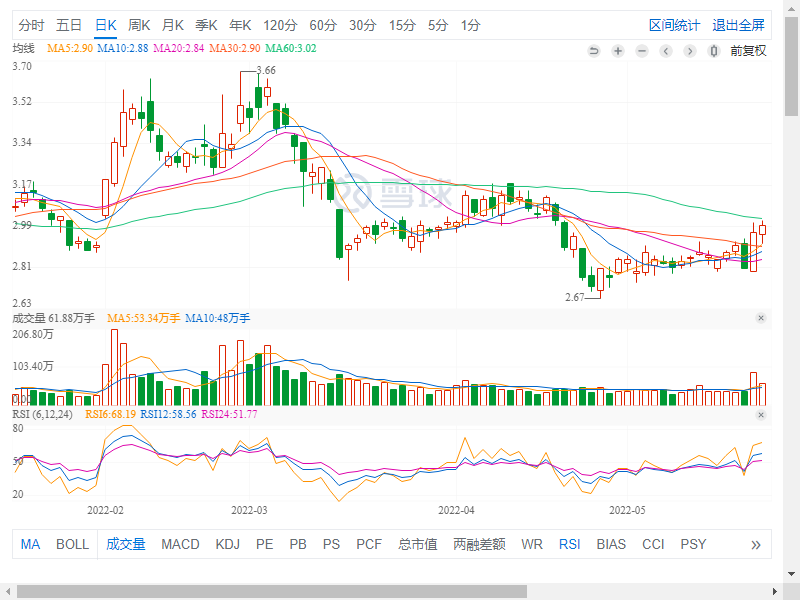 分时 五日 日K 周K 月K 季K 年K 120分 60分 30分 15分 5分 1分 区间统计 退出全屏
均线 MA5:2.90 MA10:2.88 MA20:2.84 MA30:2.90 MA60:3.02 前复权
3.70
3.66
3.52
3.34
3.17
雪球
2.99
2.81
2.67
2.63
成交量 61.88万手 MA5:53.34万手 MA10:48万手
206.80万
103.40万
0.00
RSI (6,12,24) RSI6:68.19 RSI12:58.56 RSI24:51.77
80
50
20
2022-02 2022-03 2022-04 2022-05
MA BOLL 成交量 MACD KDJ PE PB PS PCF 总市值 两融差额 WR RSI BIAS CCI PSY »